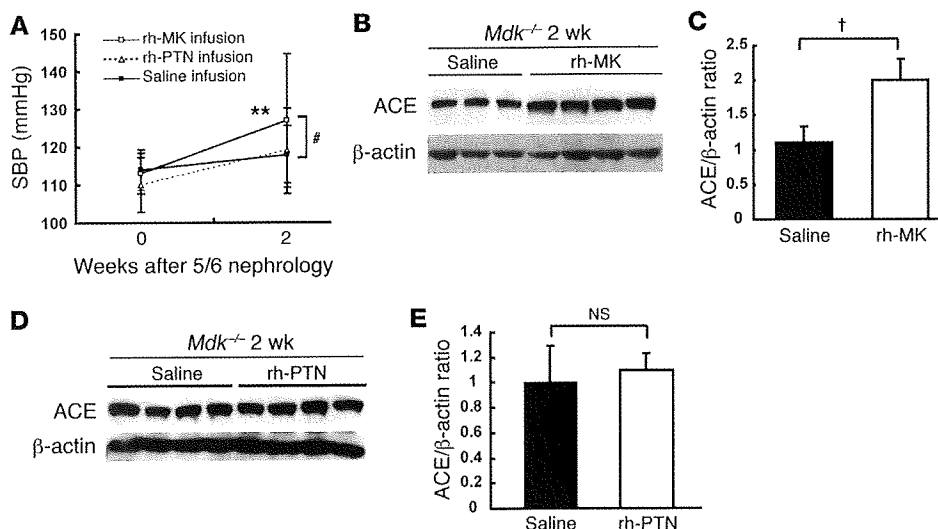 A
150
140
130
120
110
100
SBP (mmHg)
rh-MK infusion
rh-PTN infusion
Saline infusion
**
#
0
2
Weeks after 5/6 nephrology
B
Mdk−/− 2 wk
Saline
rh-MK
ACE
β-actin
C
†
2.5
2
1.5
1
0.5
0
ACE/β-actin ratio
Saline
rh-MK
D
Mdk−/− 2 wk
Saline
rh-PTN
ACE
β-actin
E
NS
1.4
1.2
1
0.8
0.6
0.4
0.2
0
ACE/β-actin ratio
Saline
rh-PTN